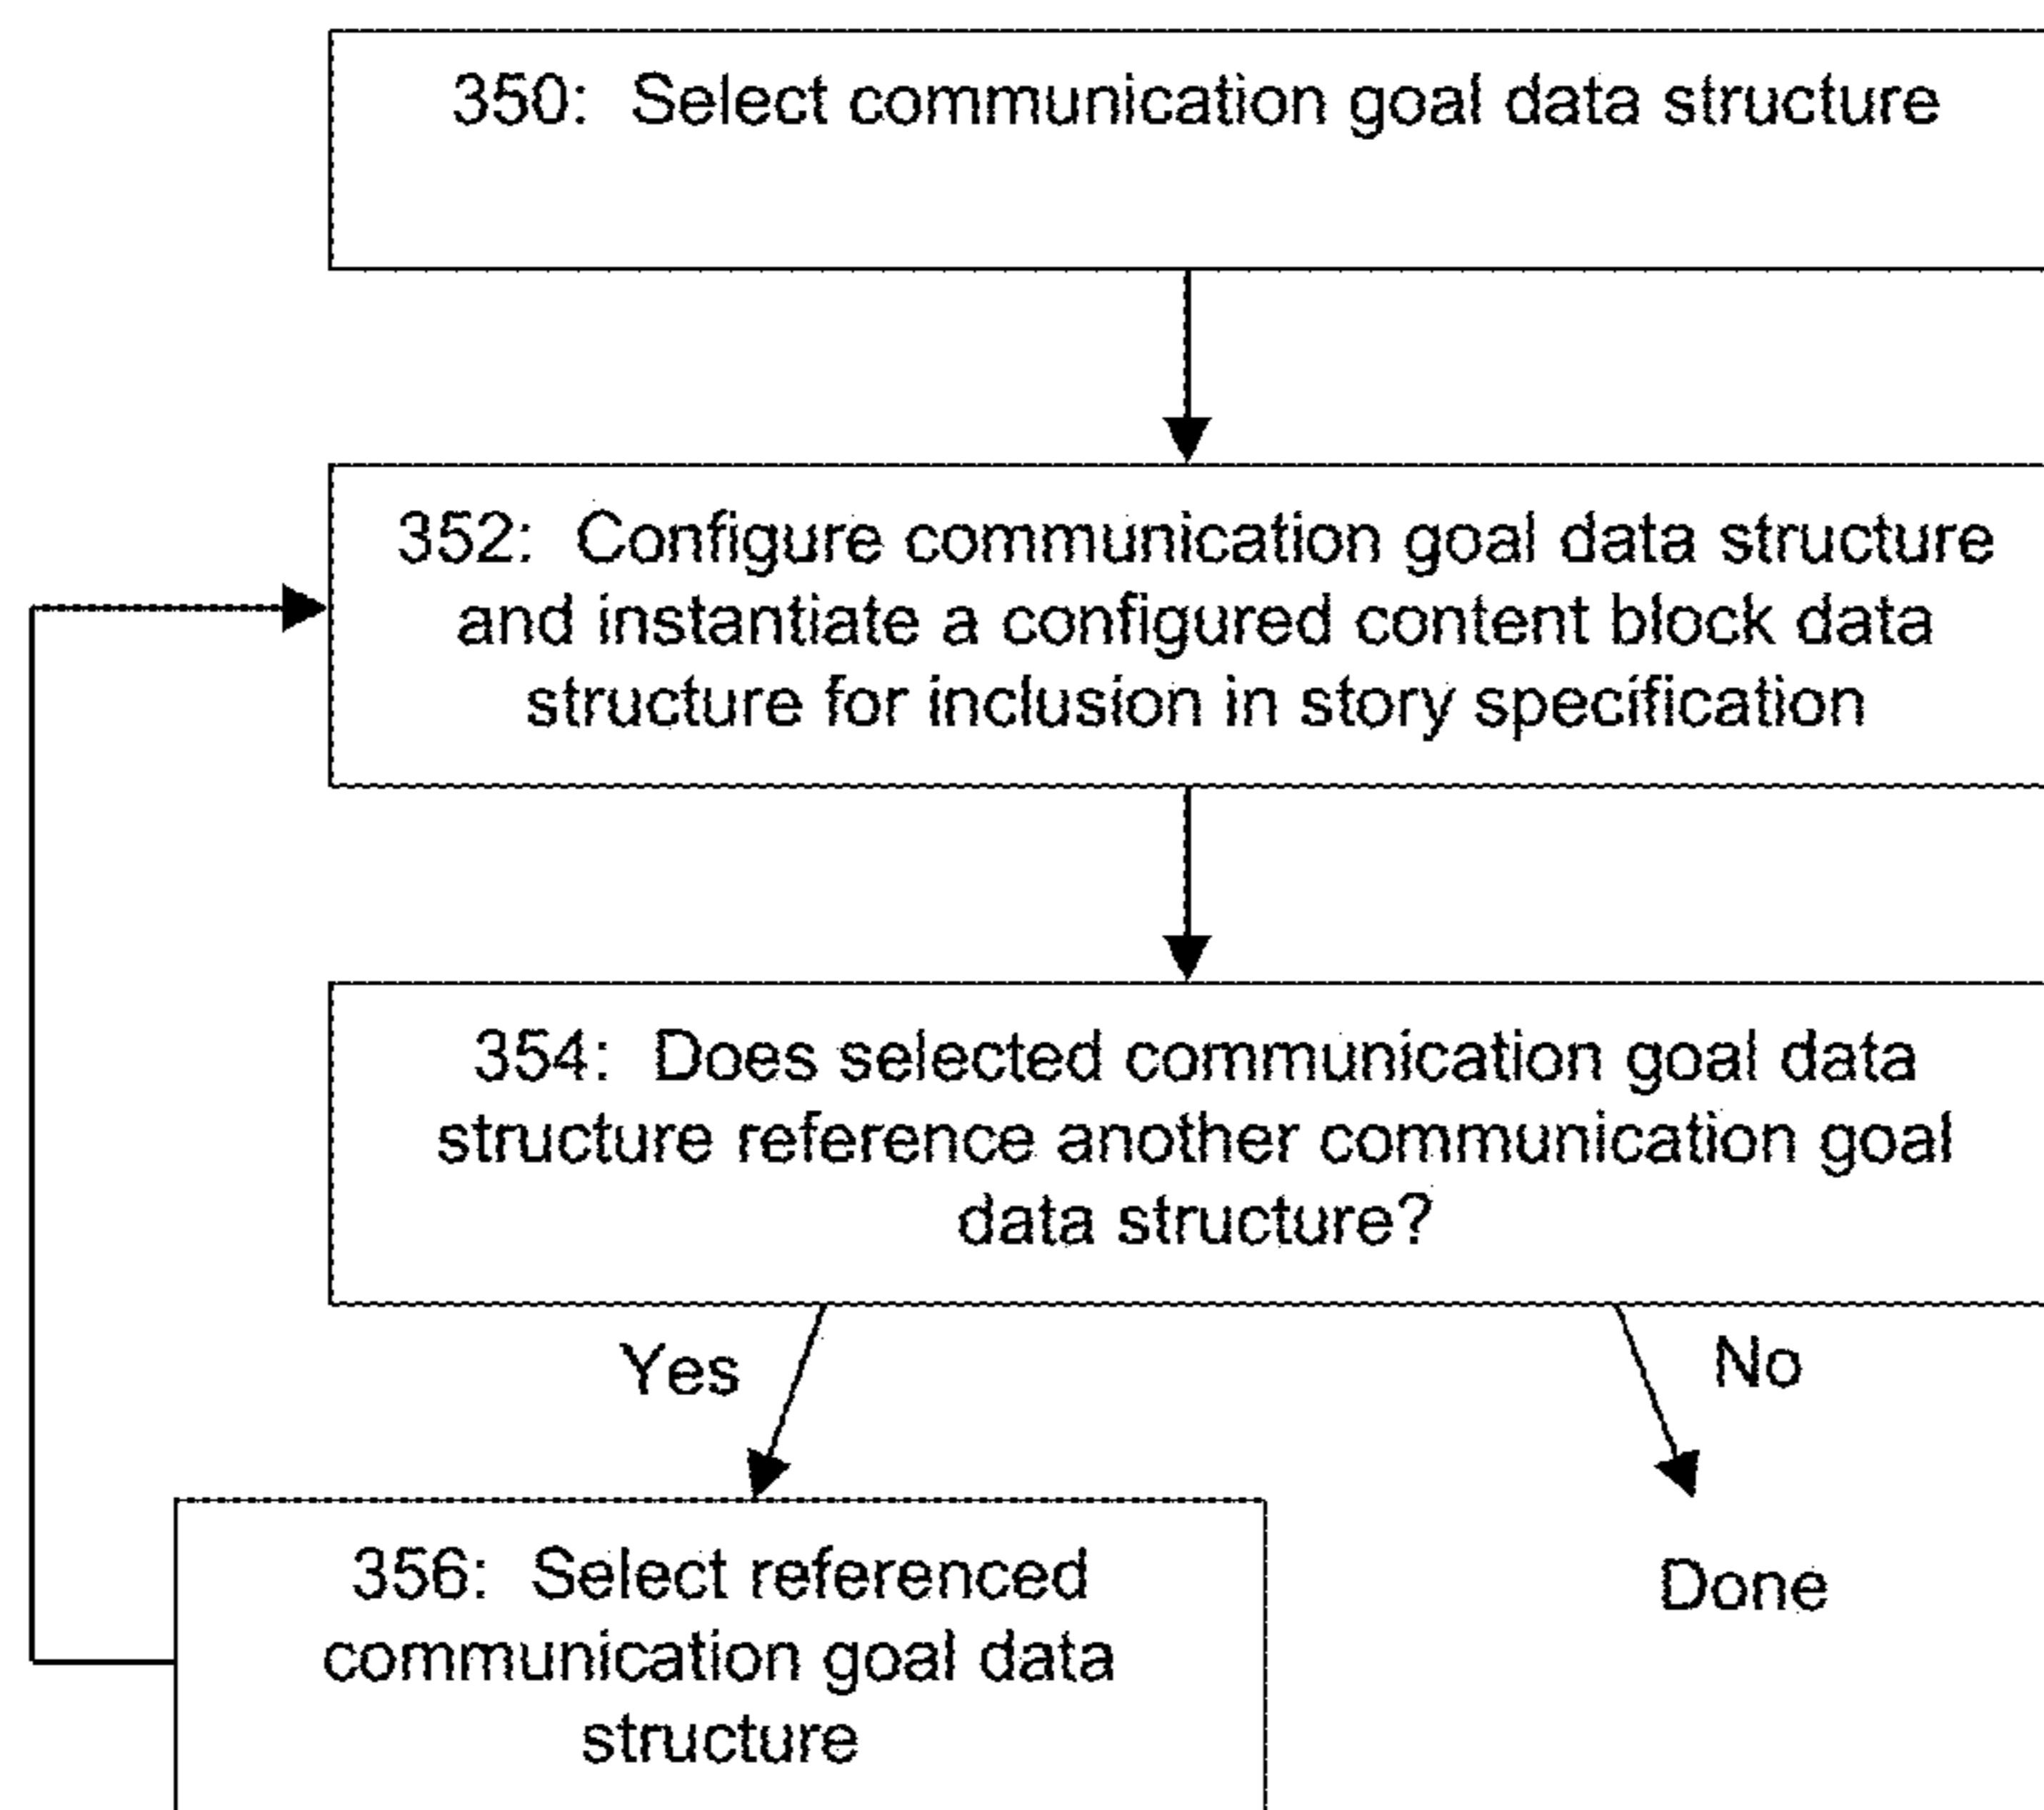 350: Select communication goal data structure
352: Configure communication goal data structure
and instantiate a configured content block data
structure for inclusion in story specification
354: Does selected communication goal data
structure reference another communication goal
data structure?
Yes
No
356: Select referenced
communication goal data
structure
Done